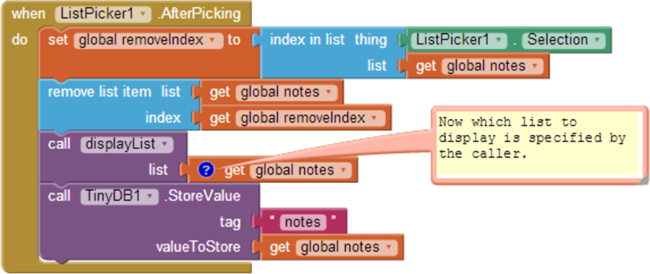 when ListPicker1 .AfterPicking
do set global removeIndex to index in list thing ListPicker1 . Selection
list get global notes
remove list item list get global notes
index get global removeIndex
call displayList
list ? get global notes
Now which list to
display is specified by
the caller.
call TinyDB1 .StoreValue
tag " notes "
valueToStore get global notes